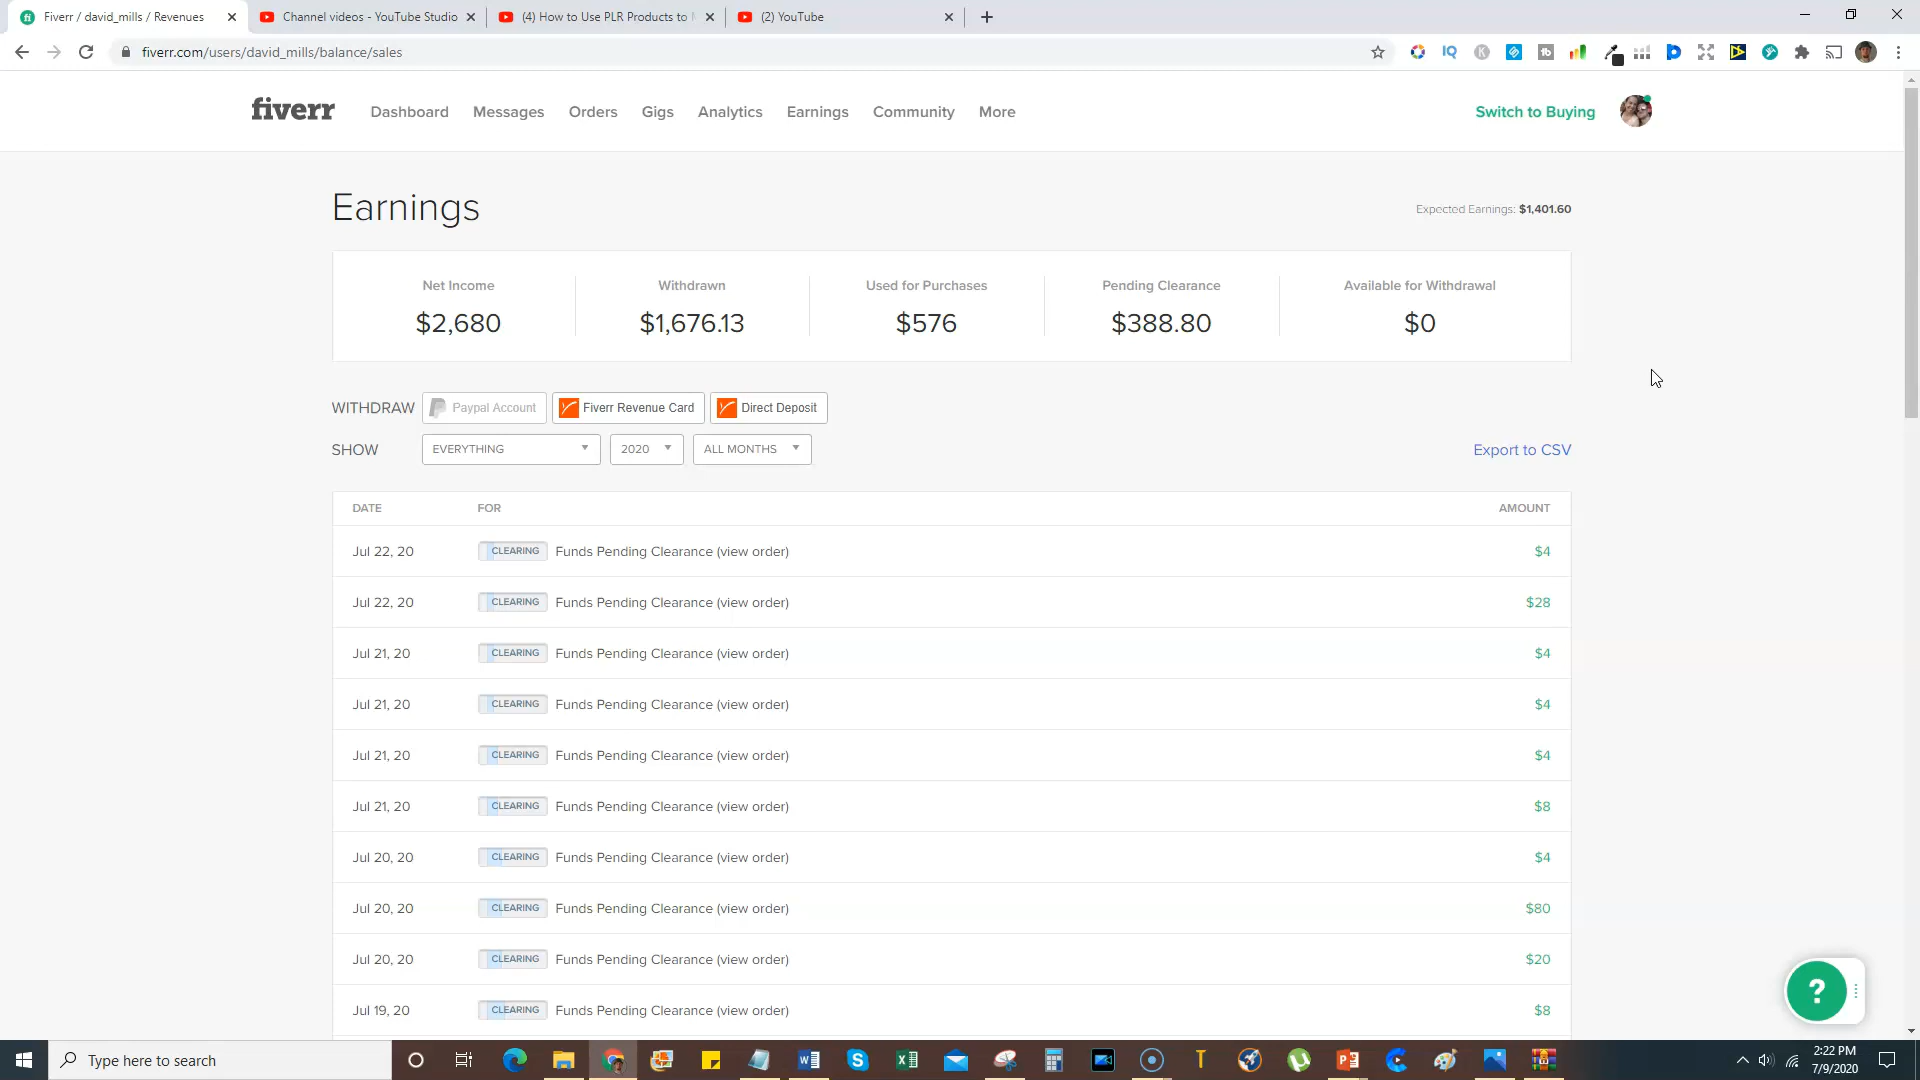 Fiverr / david_mills / Revenues
Channel videos - YouTube Studio
(4) How to Use PLR Products to
(2) YouTube
fiverr.com/users/david_mills/balance/sales
fiverr Dashboard Messages Orders Gigs Analytics Earnings Community More Switch to Buying
Earnings
Expected Earnings: $1,401.60
Net Income Withdrawn Used for Purchases Pending Clearance Available for Withdrawal
$2,680 $1,676.13 $576 $388.80 $0
WITHDRAW Paypal Account Fiverr Revenue Card Direct Deposit
SHOW EVERYTHING 2020 ALL MONTHS Export to CSV
DATE FOR AMOUNT
Jul 22, 20 CLEARING Funds Pending Clearance (view order) $4
Jul 22, 20 CLEARING Funds Pending Clearance (view order) $28
Jul 21, 20 CLEARING Funds Pending Clearance (view order) $4
Jul 21, 20 CLEARING Funds Pending Clearance (view order) $4
Jul 21, 20 CLEARING Funds Pending Clearance (view order) $4
Jul 21, 20 CLEARING Funds Pending Clearance (view order) $8
Jul 20, 20 CLEARING Funds Pending Clearance (view order) $4
Jul 20, 20 CLEARING Funds Pending Clearance (view order) $80
Jul 20, 20 CLEARING Funds Pending Clearance (view order) $20
Jul 19, 20 CLEARING Funds Pending Clearance (view order) $8
?
Type here to search
2:22 PM
7/9/2020